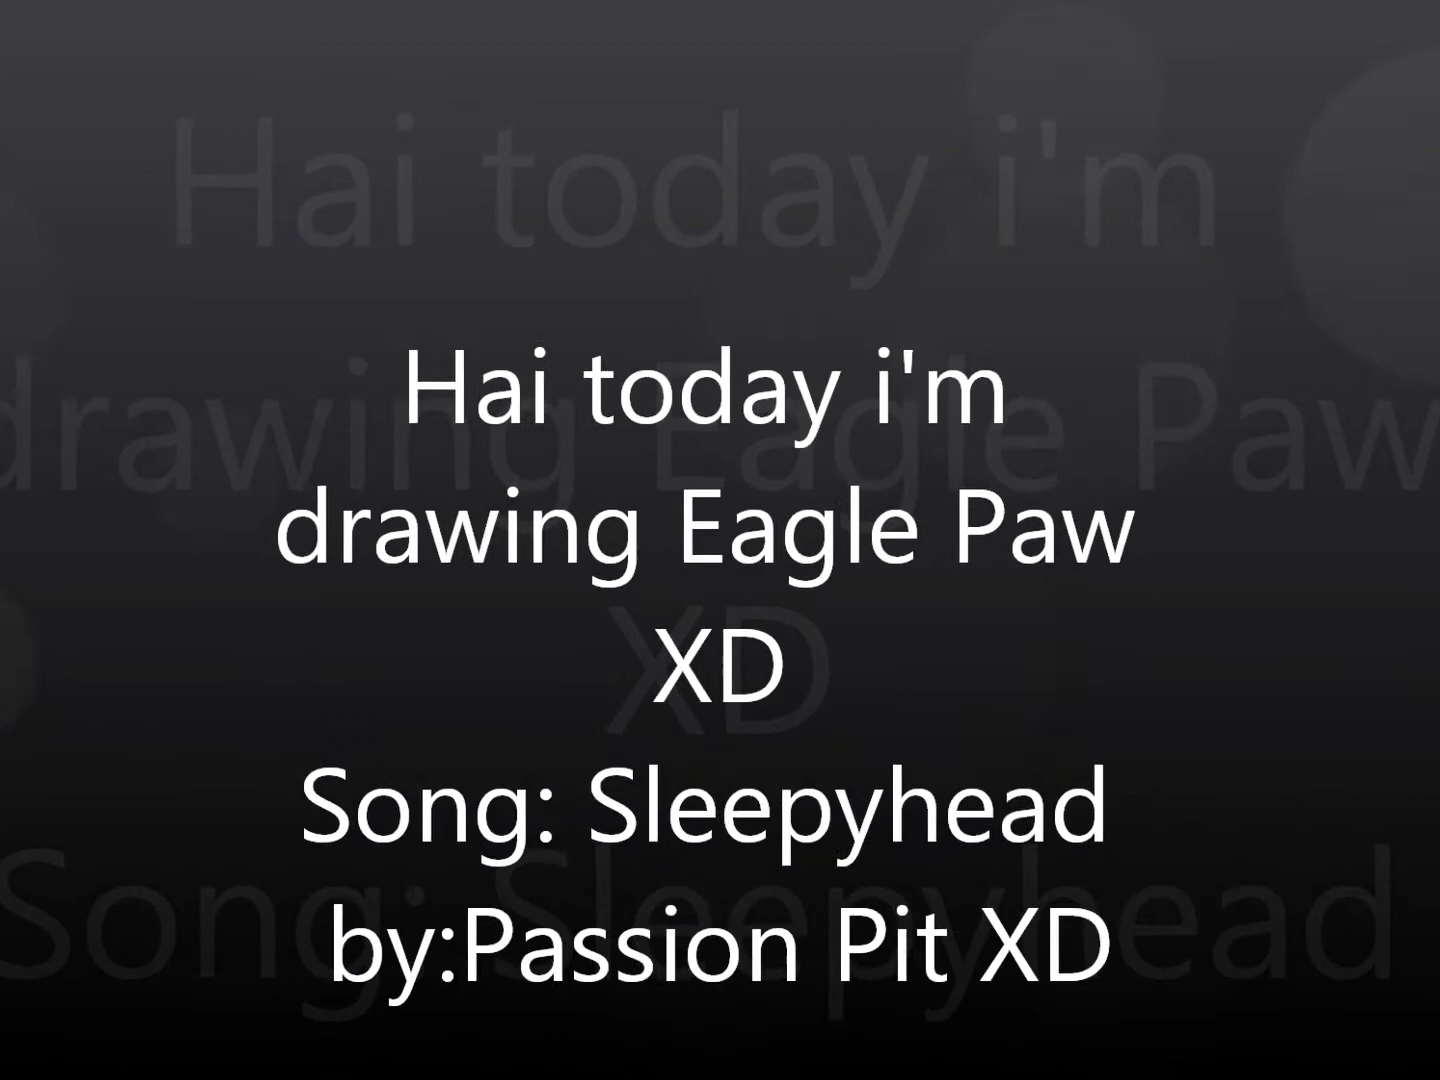 Hai today i'm
drawing Eagle Paw
XD
Song: Sleepyhead
by:Passion Pit XD